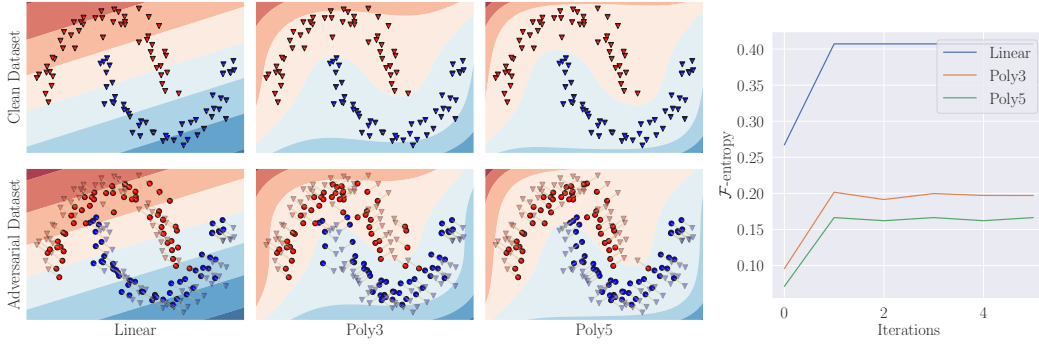 Clean Dataset
Adversarial Dataset
Linear
Poly3
Poly5
0.40
0.35
0.30
0.25
0.20
0.15
0.10
ℱ-entropy
0
2
4
Iterations
Linear
Poly3
Poly5